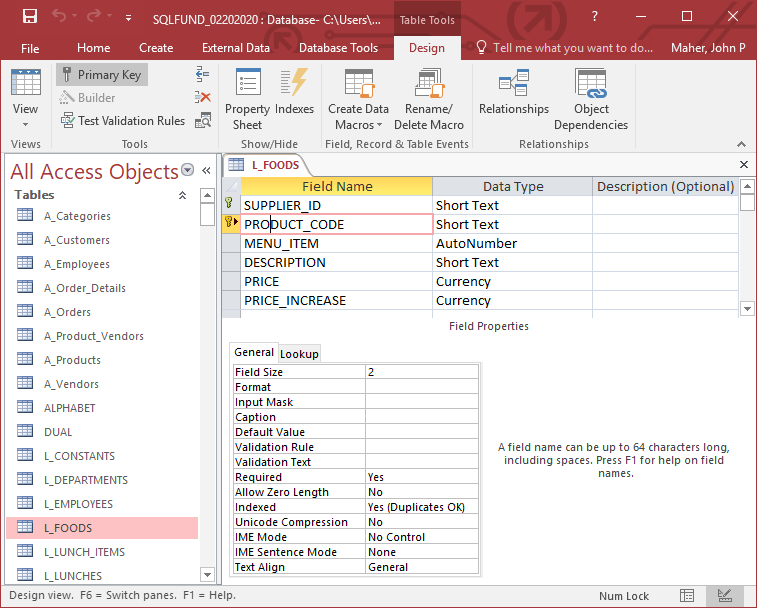 SQLFUND_02202020 : Database- C:\Users\... Table Tools ?
File Home Create External Data Database Tools Design Tell me what you want to do... Maher, John P
View
Views
Primary Key
Builder
Test Validation Rules
Tools
Property Sheet
Indexes
Show/Hide
Create Data Macros
Rename/ Delete Macro
Field, Record & Table Events
Relationships
Object Dependencies
Relationships
All Access Objects
Tables
A_Categories
A_Customers
A_Employees
A_Order_Details
A_Orders
A_Product_Vendors
A_Products
A_Vendors
ALPHABET
DUAL
L_CONSTANTS
L_DEPARTMENTS
L_EMPLOYEES
L_FOODS
L_LUNCH_ITEMS
L_LUNCHES
L_FOODS
Field Name Data Type Description (Optional)
SUPPLIER_ID Short Text
PRODUCT_CODE Short Text
MENU_ITEM AutoNumber
DESCRIPTION Short Text
PRICE Currency
PRICE_INCREASE Currency
Field Properties
General Lookup
Field Size 2
Format
Input Mask
Caption
Default Value
Validation Rule
Validation Text
Required Yes
Allow Zero Length No
Indexed Yes (Duplicates OK)
Unicode Compression No
IME Mode No Control
IME Sentence Mode None
Text Align General
A field name can be up to 64 characters long,
including spaces. Press F1 for help on field
names.
Design view. F6 = Switch panes. F1 = Help. Num Lock